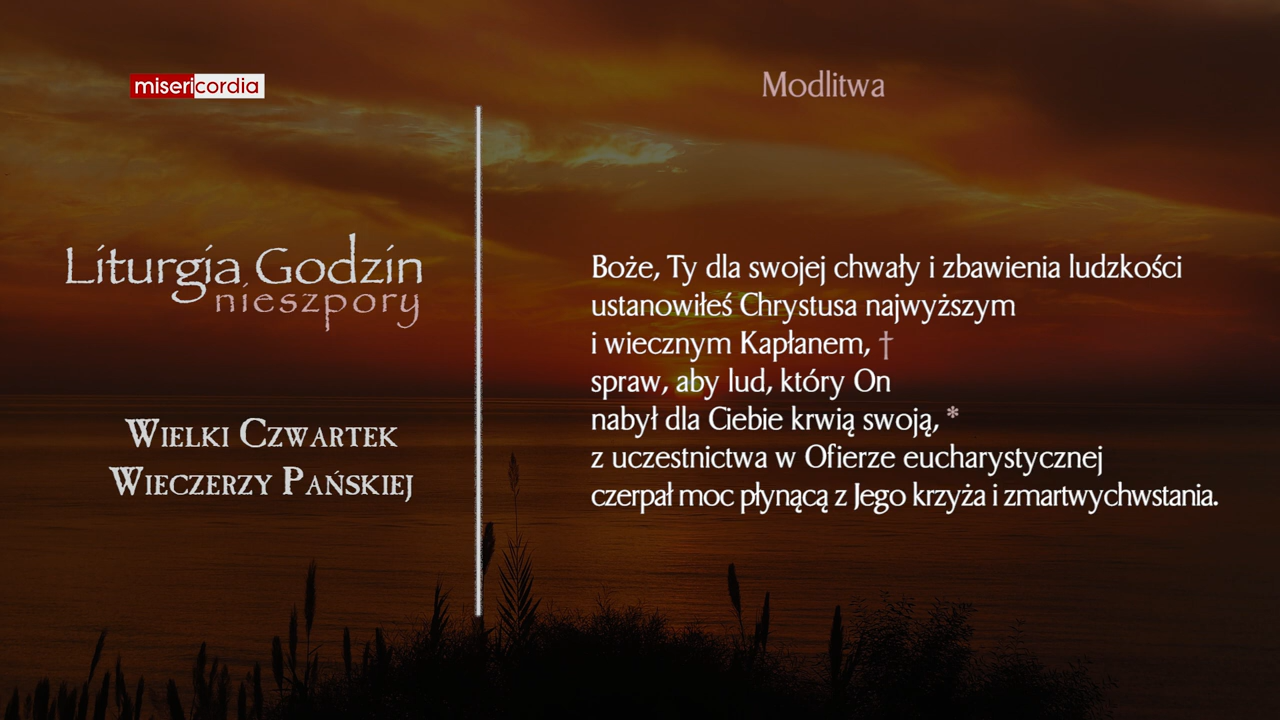 misericordia
Modlitwa
Liturgia Godzin
nieszpory
Wielki Czwartek
Wieczerzy Pańskiej
Boże, Ty dla swojej chwały i zbawienia ludzkości
ustanowiłeś Chrystusa najwyższym
i wiecznym Kapłanem, †
spraw, aby lud, który On
nabył dla Ciebie krwią swoją, *
z uczestnictwa w Ofierze eucharystycznej
czerpał moc płynącą z Jego krzyża i zmartwychwstania.